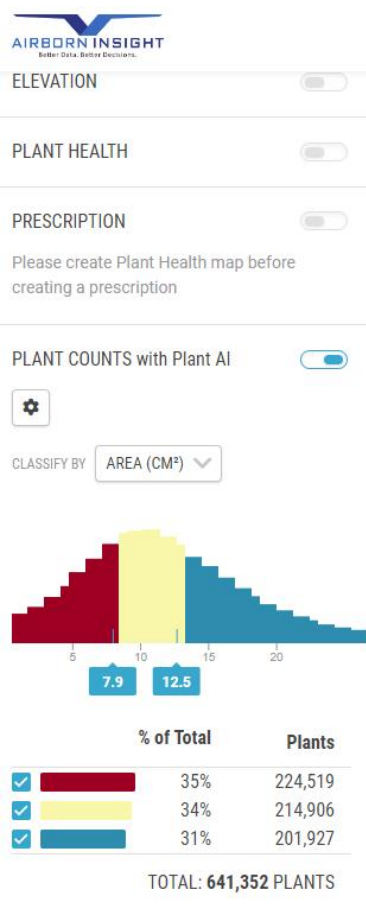 AIRBORN INSIGHT
Better Data. Better Decisions.
ELEVATION
PLANT HEALTH
PRESCRIPTION
Please create Plant Health map before
creating a prescription
PLANT COUNTS with Plant AI
CLASSIFY BY AREA (CM²)
5 10 15 20
7.9 12.5
% of Total Plants
35% 224,519
34% 214,906
31% 201,927
TOTAL: 641,352 PLANTS